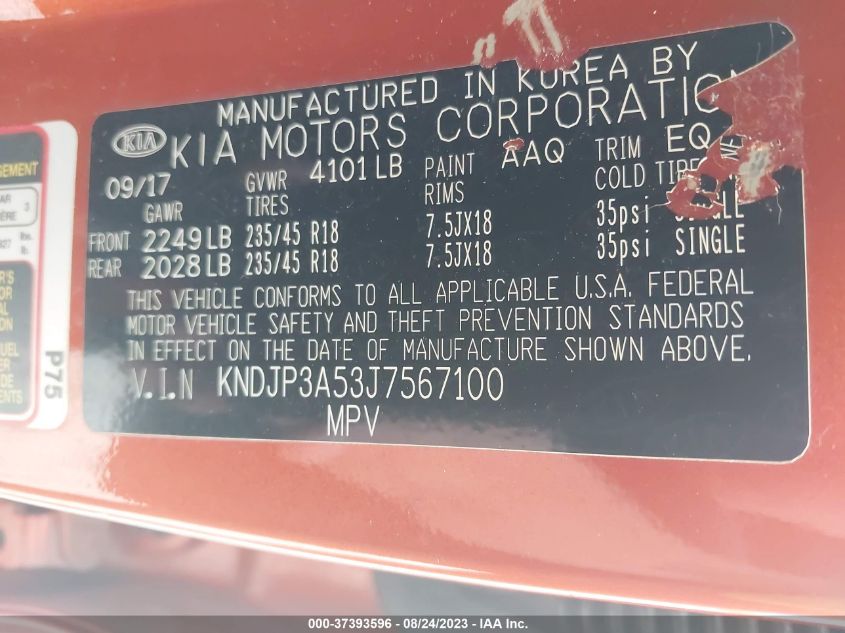 MANUFACTURED IN KOREA BY
KIA KIA MOTORS CORPORATION
09/17 GVWR 4101 LB PAINT AAQ TRIM EQ
GAWR TIRES RIMS COLD TIRE
FRONT 2249 LB 235/45 R18 7.5JX18 35psi SINGLE
REAR 2028 LB 235/45 R18 7.5JX18 35psi SINGLE
THIS VEHICLE CONFORMS TO ALL APPLICABLE U.S.A. FEDERAL
MOTOR VEHICLE SAFETY AND THEFT PREVENTION STANDARDS
IN EFFECT ON THE DATE OF MANUFACTURE SHOWN ABOVE.
V.I.N KNDJP3A53J7567100
MPV
P75
000-37393596 / 08/24/2023 - IAA Inc.